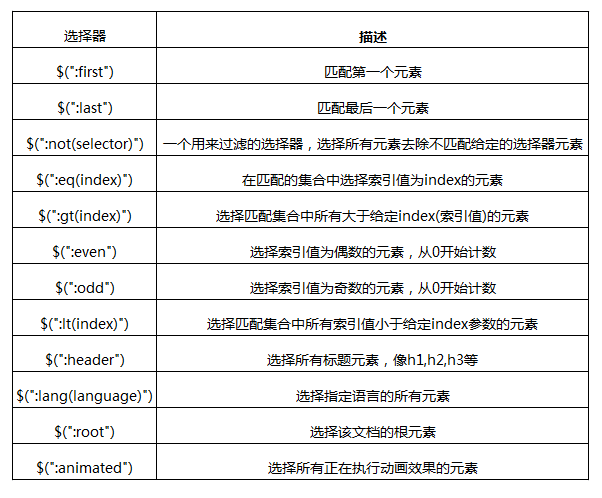 选择器 描述
$(":first") 匹配第一个元素
$(":last") 匹配最后一个元素
$(":not(selector)") 一个用来过滤的选择器，选择所有元素去除不匹配给定的选择器元素
$(":eq(index)") 在匹配的集合中选择索引值为index的元素
$(":gt(index)") 选择匹配集合中所有大于给定index(索引值)的元素
$(":even") 选择索引值为偶数的元素，从0开始计数
$(":odd") 选择索引值为奇数的元素，从0开始计数
$(":lt(index)") 选择匹配集合中所有索引值小于给定index参数的元素
$(":header") 选择所有标题元素，像h1,h2,h3等
$(":lang(language)") 选择指定语言的所有元素
$(":root") 选择该文档的根元素
$(":animated") 选择所有正在执行动画效果的元素